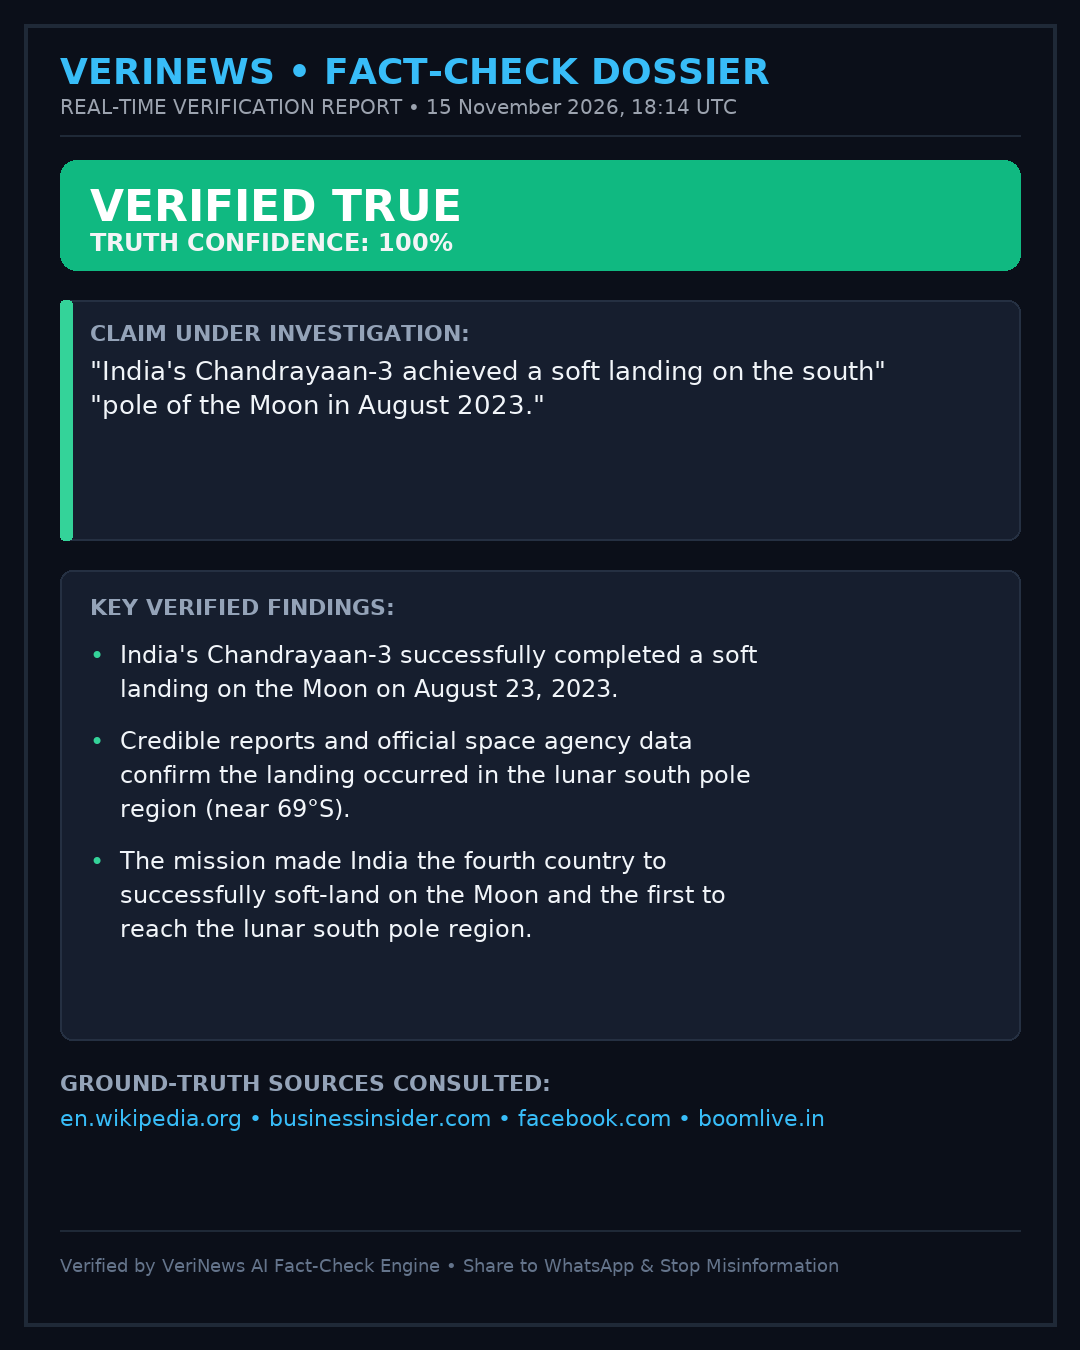 VERINEWS • FACT-CHECK DOSSIER
REAL-TIME VERIFICATION REPORT • 15 November 2026, 18:14 UTC
VERIFIED TRUE
TRUTH CONFIDENCE: 100%
CLAIM UNDER INVESTIGATION:
"India's Chandrayaan-3 achieved a soft landing on the south"
"pole of the Moon in August 2023."
KEY VERIFIED FINDINGS:
• India's Chandrayaan-3 successfully completed a soft
landing on the Moon on August 23, 2023.
• Credible reports and official space agency data
confirm the landing occurred in the lunar south pole
region (near 69°S).
• The mission made India the fourth country to
successfully soft-land on the Moon and the first to
reach the lunar south pole region.
GROUND-TRUTH SOURCES CONSULTED:
en.wikipedia.org • businessinsider.com • facebook.com • boomlive.in
Verified by VeriNews AI Fact-Check Engine • Share to WhatsApp & Stop Misinformation